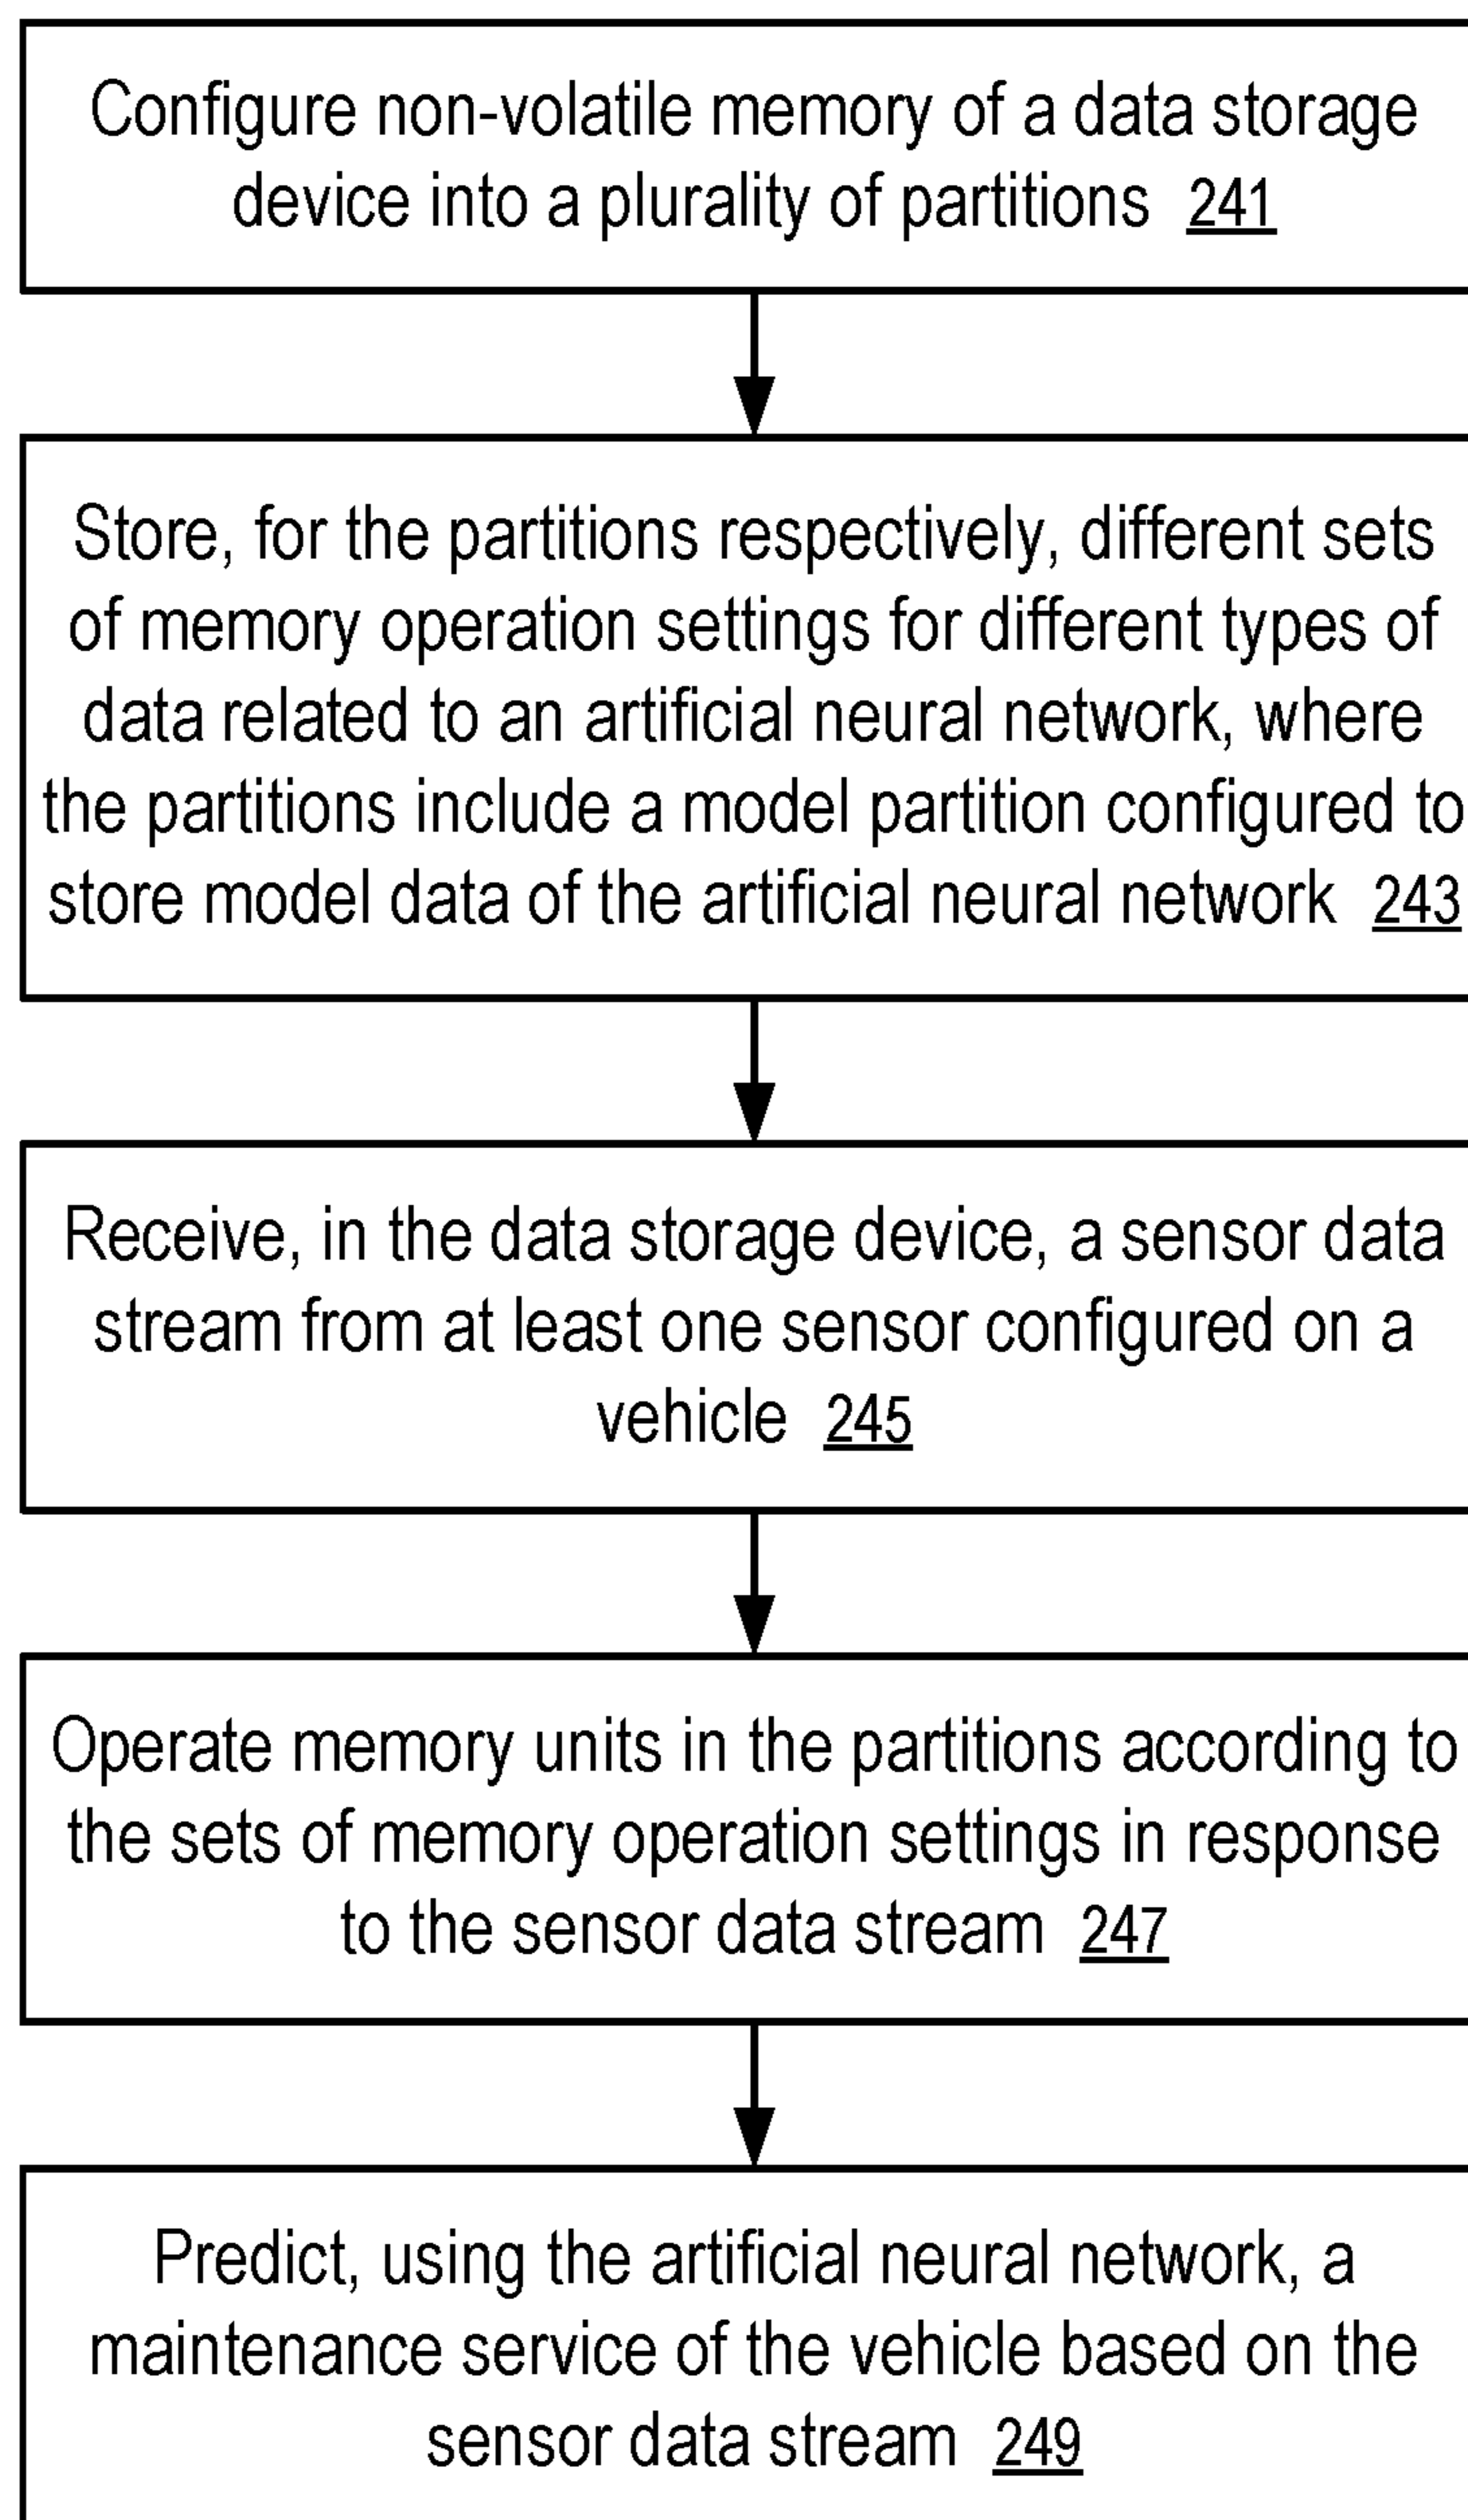 Configure non-volatile memory of a data storage
device into a plurality of partitions 241
Store, for the partitions respectively, different sets
of memory operation settings for different types of
data related to an artificial neural network, where
the partitions include a model partition configured to
store model data of the artificial neural network 243
Receive, in the data storage device, a sensor data
stream from at least one sensor configured on a
vehicle 245
Operate memory units in the partitions according to
the sets of memory operation settings in response
to the sensor data stream 247
Predict, using the artificial neural network, a
maintenance service of the vehicle based on the
sensor data stream 249